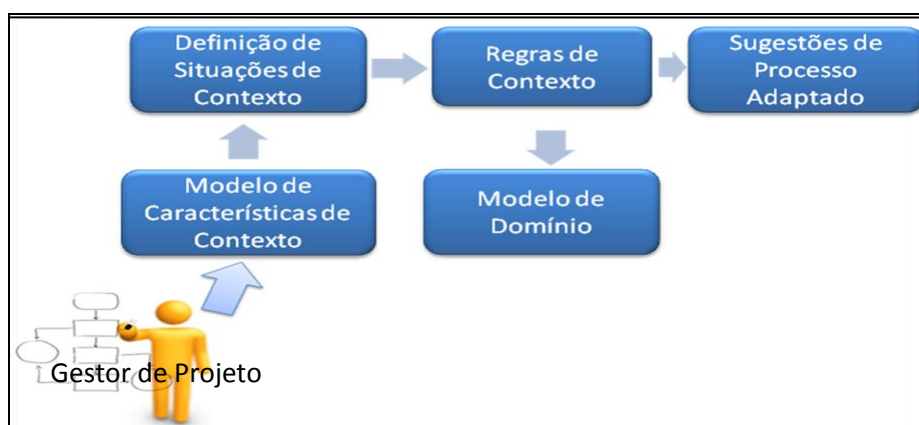 Definição de
Situações de
Contexto
Regras de
Contexto
Sugestões de
Processo
Adaptado
Modelo de
Características de
Contexto
Modelo de
Domínio
Gestor de Projeto